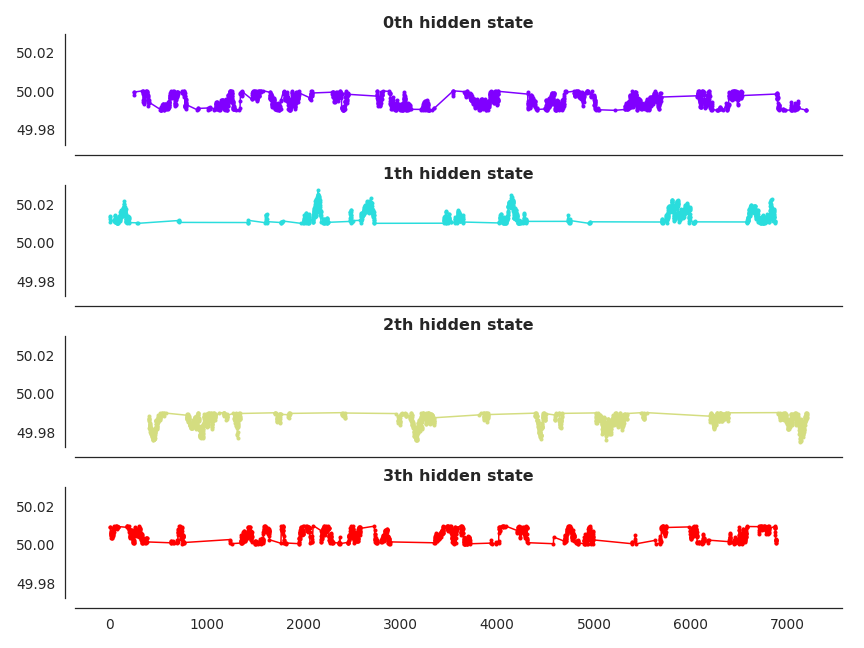 0th hidden state
50.02
50.00
49.98
1th hidden state
50.02
50.00
49.98
2th hidden state
50.02
50.00
49.98
3th hidden state
50.02
50.00
49.98
0 1000 2000 3000 4000 5000 6000 7000